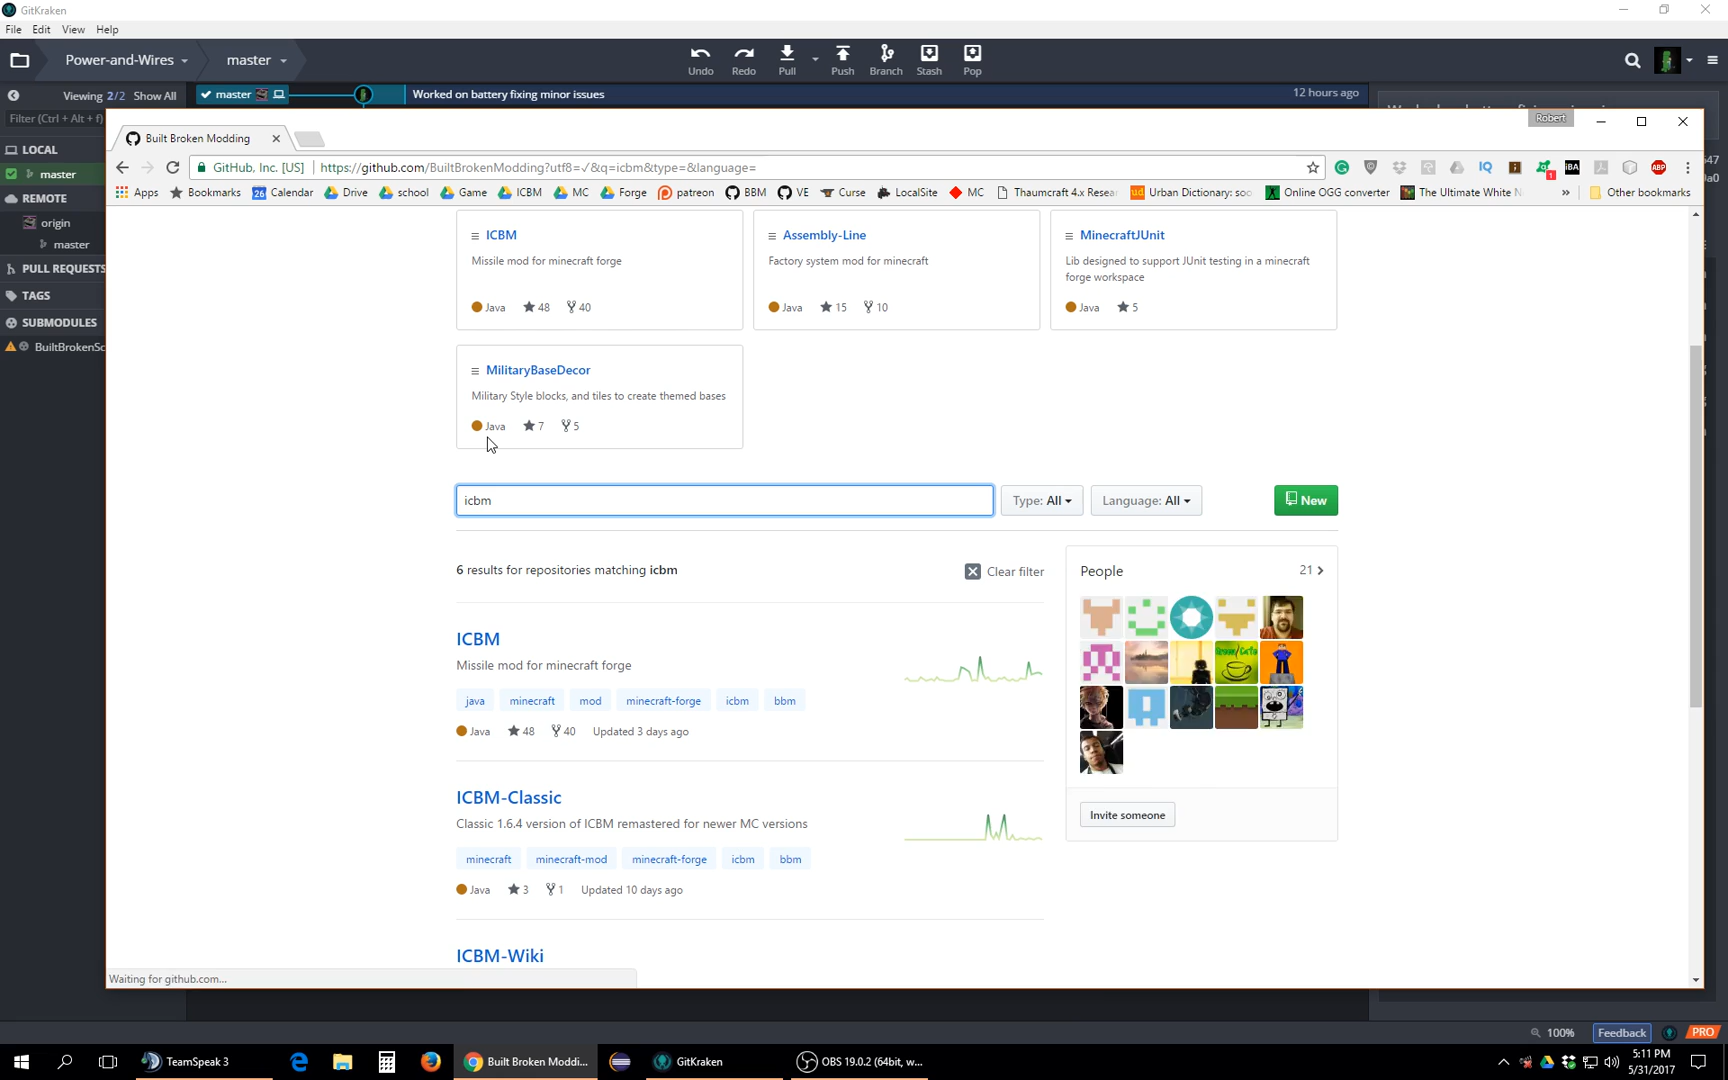 GitKraken
File Edit View Help
Power-and-Wires master Undo Redo Pull Push Branch Stash Pop
Viewing 2/2 Show All master Worked on battery fixing minor issues 12 hours ago
Filter (Ctrl + Alt + f) Robert
LOCAL Built Broken Modding
master GitHub, Inc. [US] https://github.com/BuiltBrokenModding?utf8=✓&q=icbm&type=&language=
Apps Bookmarks 26 Calendar Drive school Game ICBM MC Forge patreon BBM VE Curse LocalSite MC Thaumcraft 4.x Resear Urban Dictionary: soo Online OGG converter The Ultimate White N » Other bookmarks
REMOTE
origin
master
PULL REQUESTS
TAGS
SUBMODULES
BuiltBrokenSc
ICBM Assembly-Line MinecraftJUnit
Missile mod for minecraft forge Factory system mod for minecraft Lib designed to support JUnit testing in a minecraft
forge workspace
Java 48 40 Java 15 10 Java 5
MilitaryBaseDecor
Military Style blocks, and tiles to create themed bases
Java 7 5
icbm Type: All Language: All New
6 results for repositories matching icbm Clear filter People 21
ICBM
Missile mod for minecraft forge
java minecraft mod minecraft-forge icbm bbm
Java 48 40 Updated 3 days ago
ICBM-Classic
Classic 1.6.4 version of ICBM remastered for newer MC versions Invite someone
minecraft minecraft-mod minecraft-forge icbm bbm
Java 3 1 Updated 10 days ago
ICBM-Wiki
Waiting for github.com...
100% Feedback PRO
TeamSpeak 3 Built Broken Moddi... GitKraken OBS 19.0.2 (64bit, w... 5:11 PM
5/31/2017